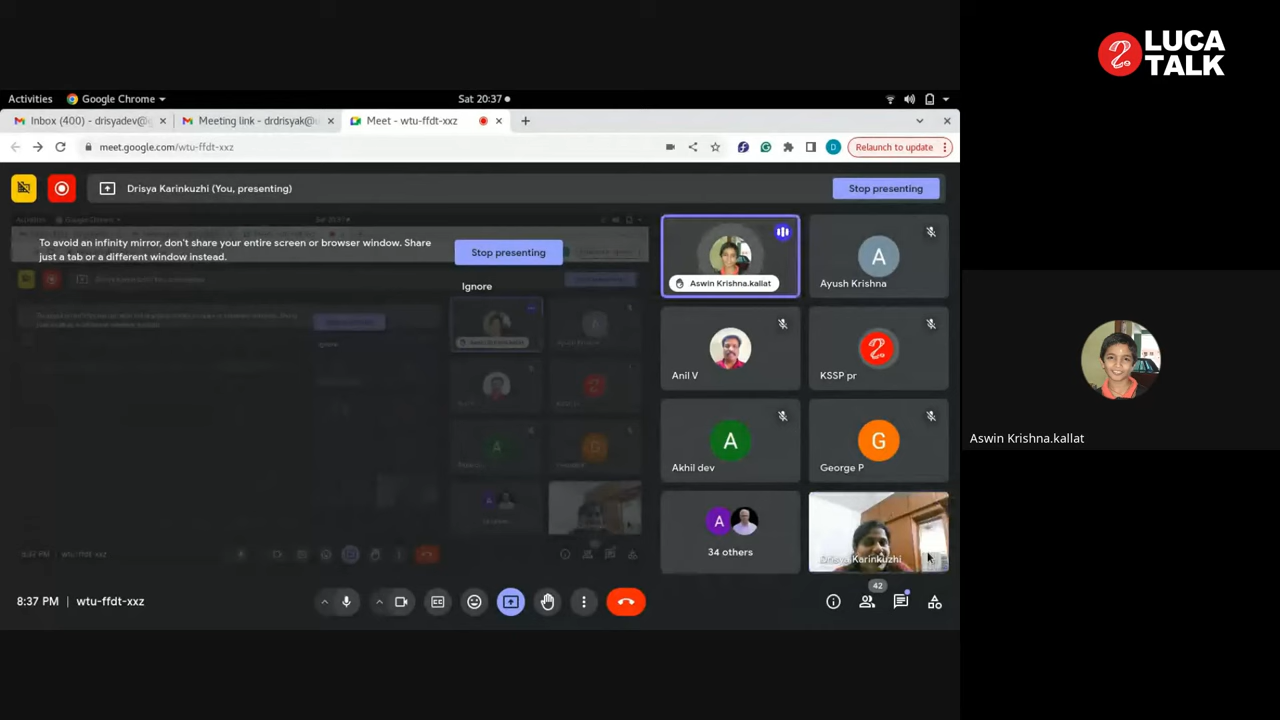 LUCA
TALK
Activities
Google Chrome
Sat 20:37
Inbox (400) - drisyadev@g
Meeting link - drdrisyak@
Meet - wtu-ffdt-xxz
meet.google.com/wtu-ffdt-xxz
Relaunch to update
Drisya Karinkuzhi (You, presenting)
Stop presenting
To avoid an infinity mirror, don't share your entire screen or browser window. Share
just a tab or a different window instead.
Stop presenting
Ignore
Aswin Krishna.kallat
Ayush Krishna
Anil V
KSSP pr
A
A
G
Akhil dev
George P
A
34 others
Drisya Karinkuzhi
Aswin Krishna.kallat
42
8:37 PM | wtu-ffdt-xxz